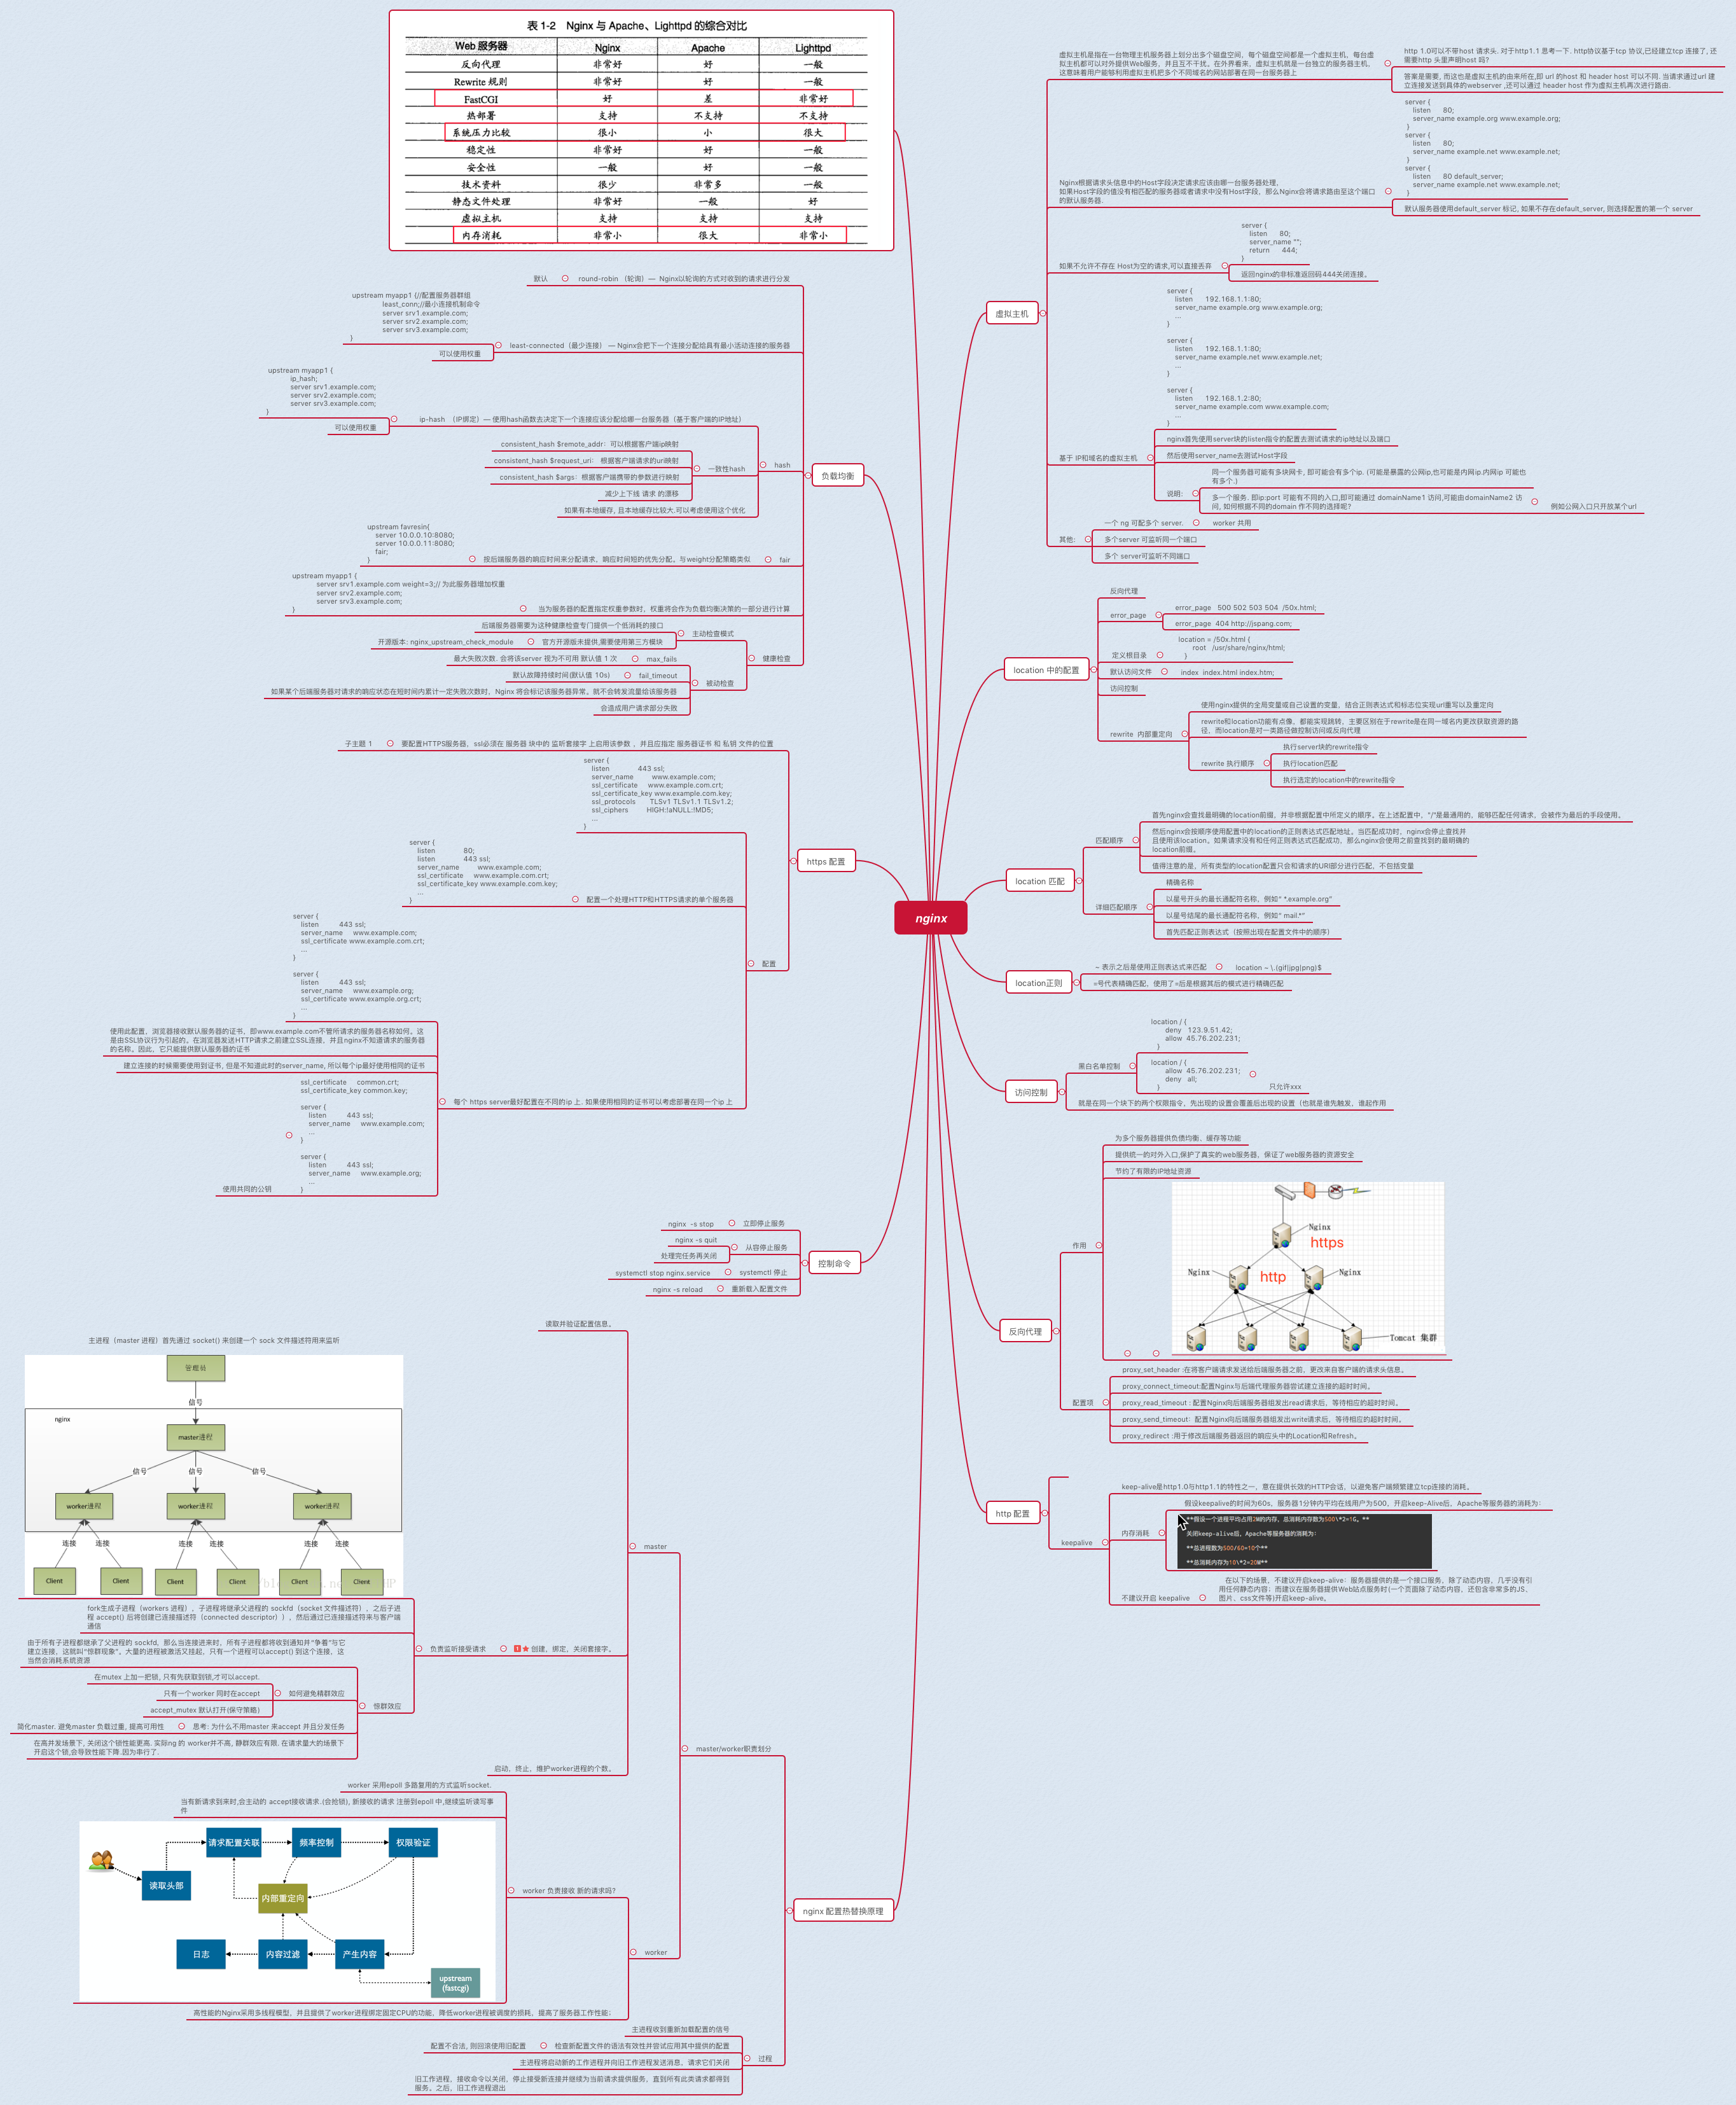 表 1-2 Nginx 与 Apache、Lighttpd 的综合对比
Web 服务器 Nginx Apache Lighttpd
反向代理 非常好 好 一般
Rewrite 规则 非常好 好 一般
FastCGI 好 差 非常好
热部署 支持 不支持 不支持
系统压力比较 很小 小 很大
稳定性 非常好 好 一般
安全性 一般 好 一般
技术资料 很少 非常多 一般
静态文件处理 非常好 一般 好
虚拟主机 支持 支持 支持
内存消耗 非常小 很大 非常小
nginx
负载均衡
默认
round-robin （轮询）— Nginx以轮询的方式对收到的请求进行分发
upstream myapp1 {//配置服务器群组
least_conn;//最小连接机制命令
server srv1.example.com;
server srv2.example.com;
server srv3.example.com;
}
可以使用权重
least-connected（最少连接） — Nginx会把下一个连接分配给具有最小活动连接的服务器
upstream myapp1 {
ip_hash;
server srv1.example.com;
server srv2.example.com;
server srv3.example.com;
}
可以使用权重
ip-hash （IP绑定）— 使用hash函数去决定下一个连接应该分配给哪一台服务器（基于客户端的IP地址）
consistent_hash $remote_addr：可以根据客户端ip映射
consistent_hash $request_uri： 根据客户端请求的uri映射
consistent_hash $args：根据客户端携带的参数进行映射
减少上下线 请求 的漂移
一致性hash
如果有本地缓存, 且本地缓存比较大.可以考虑使用这个优化
hash
upstream favresin{
server 10.0.0.10:8080;
server 10.0.0.11:8080;
fair;
}
按后端服务器的响应时间来分配请求，响应时间短的优先分配。与weight分配策略类似
fair
upstream myapp1 {
server srv1.example.com weight=3;// 为此服务器增加权重
server srv2.example.com;
server srv3.example.com;
}
当为服务器的配置指定权重参数时，权重将会作为负载均衡决策的一部分进行计算
后端服务器需要为这种健康检查专门提供一个低消耗的接口
开源版本: nginx_upstream_check_module
官方开源版未提供,需要使用第三方模块
主动检查模式
最大失败次数. 会将该server 视为不可用 默认值 1 次
max_fails
默认故障持续时间(默认值 10s)
fail_timeout
如果某个后端服务器对请求的响应状态在短时间内累计一定失败次数时，Nginx 将会标记该服务器异常。就不会转发流量给该服务器
会造成用户请求部分失败
被动检查
健康检查
https 配置
子主题 1
要配置HTTPS服务器，ssl必须在 服务器 块中的 监听套接字 上启用该参数 ，并且应指定 服务器证书 和 私钥 文件的位置
server {
listen 443 ssl;
server_name www.example.com;
ssl_certificate www.example.com.crt;
ssl_certificate_key www.example.com.key;
ssl_protocols TLSv1 TLSv1.1 TLSv1.2;
ssl_ciphers HIGH:!aNULL:!MD5;
...
}
server {
listen 80;
listen 443 ssl;
server_name www.example.com;
ssl_certificate www.example.com.crt;
ssl_certificate_key www.example.com.key;
...
}
配置一个处理HTTP和HTTPS请求的单个服务器
配置
server {
listen 443 ssl;
server_name www.example.com;
ssl_certificate www.example.com.crt;
...
}
server {
listen 443 ssl;
server_name www.example.org;
ssl_certificate www.example.org.crt;
...
}
使用此配置，浏览器接收默认服务器的证书，即www.example.com不管所请求的服务器名称如何。这
是由SSL协议行为引起的。在浏览器发送HTTP请求之前建立SSL连接，并且nginx不知道请求的服务器
的名称。因此，它只能提供默认服务器的证书
建立连接的时候需要使用到证书, 但是不知道此时的server_name, 所以每个ip最好使用相同的证书
ssl_certificate common.crt;
ssl_certificate_key common.key;
server {
listen 443 ssl;
server_name www.example.com;
...
}
server {
listen 443 ssl;
server_name www.example.org;
...
}
使用共同的公钥
每个 https server最好配置在不同的ip 上. 如果使用相同的证书可以考虑部署在同一个ip 上
控制命令
nginx -s stop
立即停止服务
nginx -s quit
处理完任务再关闭
从容停止服务
systemctl stop nginx.service
systemctl 停止
nginx -s reload
重新载入配置文件
nginx 配置热替换原理
master/worker职责划分
master
读取并验证配置信息。
主进程（master 进程）首先通过 socket() 来创建一个 sock 文件描述符用来监听
管理员
信号
nginx
master进程
信号 信号 信号
worker进程 worker进程 worker进程
连接 连接 连接 连接 连接 连接
Client Client Client Client Client Client
fork生成子进程（workers 进程），子进程将继承父进程的 sockfd（socket 文件描述符），之后子进
程 accept() 后将创建已连接描述符（connected descriptor）），然后通过已连接描述符来与客户端
通信
由于所有子进程都继承了父进程的 sockfd，那么当连接进来时，所有子进程都将收到通知并“争着”与它
建立连接，这就叫“惊群现象”。大量的进程被激活又挂起，只有一个进程可以accept() 到这个连接，这
当然会消耗系统资源
在mutex 上加一把锁, 只有先获取到锁,才可以accept.
只有一个worker 同时在accept
accept_mutex 默认打开(保守策略)
如何避免精群效应
简化master. 避免master 负载过重, 提高可用性
思考: 为什么不用master 来accept 并且分发任务
在高并发场景下, 关闭这个锁性能更高. 实际ng 的 worker并不高, 静群效应有限. 在请求量大的场景下
开启这个锁,会导致性能下降.因为串行了.
惊群效应
负责监听接受请求
1 创建，绑定，关闭套接字。
启动，终止，维护worker进程的个数。
worker
worker 采用epoll 多路复用的方式监听socket.
当有新请求到来时,会主动的 accept接收请求.(会抢锁), 新接收的请求 注册到epoll 中,继续监听读写事
件
请求配置关联 频率控制 权限验证
读取头部
内部重定向
日志 内容过滤 产生内容
upstream
(fastcgi)
worker 负责接收 新的请求吗?
高性能的Nginx采用多线程模型，并且提供了worker进程绑定固定CPU的功能，降低worker进程被调度的损耗，提高了服务器工作性能；
过程
主进程收到重新加载配置的信号
配置不合法, 则回滚使用旧配置
检查新配置文件的语法有效性并尝试应用其中提供的配置
主进程将启动新的工作进程并向旧工作进程发送消息，请求它们关闭
旧工作进程，接收命令以关闭，停止接受新连接并继续为当前请求提供服务，直到所有此类请求都得到
服务。之后，旧工作进程退出
虚拟主机
虚拟主机是指在一台物理主机服务器上划分出多个磁盘空间，每个磁盘空间都是一个虚拟主机，每台虚
拟主机都可以对外提供Web服务，并且互不干扰。在外界看来，虚拟主机就是一台独立的服务器主机，
这意味着用户能够利用虚拟主机把多个不同域名的网站部署在同一台服务器上
http 1.0可以不带host 请求头. 对于http1.1 思考一下. http协议基于tcp 协议,已经建立tcp 连接了, 还
需要http 头里声明host 吗?
答案是需要, 而这也是虚拟主机的由来所在,即 url 的host 和 header host 可以不同. 当请求通过url 建
立连接发送到具体的webserver ,还可以通过 header host 作为虚拟主机再次进行路由.
server {
listen 80;
server_name example.org www.example.org;
}
server {
listen 80;
server_name example.net www.example.net;
}
server {
listen 80 default_server;
server_name example.net www.example.net;
}
Nginx根据请求头信息中的Host字段决定请求应该由哪一台服务器处理，
如果Host字段的值没有相匹配的服务器或者请求中没有Host字段，那么Nginx会将请求路由至这个端口
的默认服务器.
默认服务器使用default_server 标记, 如果不存在default_server, 则选择配置的第一个 server
server {
listen 80;
server_name "";
return 444;
}
如果不允许不存在 Host为空的请求,可以直接丢弃
返回nginx的非标准返回码444关闭连接。
server {
listen 192.168.1.1:80;
server_name example.org www.example.org;
...
}
server {
listen 192.168.1.1:80;
server_name example.net www.example.net;
...
}
server {
listen 192.168.1.2:80;
server_name example.com www.example.com;
...
}
nginx首先使用server块的listen指令的配置去测试请求的ip地址以及端口
基于 IP和域名的虚拟主机
然后使用server_name去测试Host字段
同一个服务器可能有多块网卡, 即可能会有多个ip. (可能是暴露的公网ip,也可能是内网ip.内网ip 可能也
有多个.)
说明:
多一个服务. 即ip:port 可能有不同的入口,即可能通过 domainName1 访问,可能由domainName2 访
问, 如何根据不同的domain 作不同的选择呢?
例如公网入口只开放某个url
其他:
一个 ng 可配多个 server.
worker 共用
多个server 可监听同一个端口
多个 server可监听不同端口
location 中的配置
反向代理
error_page
error_page 500 502 503 504 /50x.html;
error_page 404 http://jspang.com;
定义根目录
location = /50x.html {
root /usr/share/nginx/html;
}
默认访问文件
index index.html index.htm;
访问控制
rewrite 内部重定向
使用nginx提供的全局变量或自己设置的变量，结合正则表达式和标志位实现url重写以及重定向
rewrite和location功能有点像，都能实现跳转，主要区别在于rewrite是在同一域名内更改获取资源的路
径，而location是对一类路径做控制访问或反向代理
rewrite 执行顺序
执行server块的rewrite指令
执行location匹配
执行选定的location中的rewrite指令
location 匹配
匹配顺序
首先nginx会查找最明确的location前缀，并非根据配置中所定义的顺序。在上述配置中，“/”是最通用的，能够匹配任何请求，会被作为最后的手段使用。
然后nginx会按顺序使用配置中的location的正则表达式匹配地址。当匹配成功时，nginx会停止查找并
且使用该location。如果请求没有和任何正则表达式匹配成功，那么nginx会使用之前查找到的最明确的
location前缀。
值得注意的是，所有类型的location配置只会和请求的URI部分进行匹配，不包括变量
详细匹配顺序
精确名称
以星号开头的最长通配符名称，例如“ *.example.org”
以星号结尾的最长通配符名称，例如“ mail.*”
首先匹配正则表达式（按照出现在配置文件中的顺序）
location正则
~ 表示之后是使用正则表达式来匹配
location ~ \.(gif|jpg|png)$
=号代表精确匹配，使用了=后是根据其后的模式进行精确匹配
访问控制
黑白名单控制
location / {
deny 123.9.51.42;
allow 45.76.202.231;
}
location / {
allow 45.76.202.231;
deny all;
}
只允许xxx
就是在同一个块下的两个权限指令，先出现的设置会覆盖后出现的设置（也就是谁先触发，谁起作用
反向代理
作用
为多个服务器提供负债均衡，缓存等功能
提供统一的对外入口,保护了真实的web服务器，保证了web服务器的资源安全
节约了有限的IP地址资源
Nginx
https
Nginx http Nginx
Tomcat 集群
配置项
proxy_set_header :在将客户端请求发送给后端服务器之前，更改来自客户端的请求头信息。
proxy_connect_timeout:配置Nginx与后端代理服务器尝试建立连接的超时时间。
proxy_read_timeout : 配置Nginx向后端服务器组发出read请求后，等待相应的超时时间。
proxy_send_timeout：配置Nginx向后端服务器组发出write请求后，等待相应的超时时间。
proxy_redirect :用于修改后端服务器返回的响应头中的Location和Refresh。
http 配置
keepalive
keep-alive是http1.0与http1.1的特性之一，意在提供长效的HTTP会话，以避免客户端频繁建立tcp连接的消耗。
内存消耗
假设keepalive的时间为60s，服务器1分钟内平均在线用户为500，开启keep-Alive后，Apache等服务器的消耗为:
**假设一个进程平均占用2M的内存，总消耗内存数为500\*2=1G。**
关闭keep-alive后，Apache等服务器的消耗为:
**总进程数为500/60=10个**
**总消耗内存为10\*2=20M**
不建议开启 keepalive
在以下的场景，不建议开启keep-alive：服务器提供的是一个接口服务，除了动态内容，几乎没有引
用任何静态内容；而建议在服务器提供Web站点服务时(一个页面除了动态内容，还包含非常多的JS，
图片，css文件等)开启keep-alive。